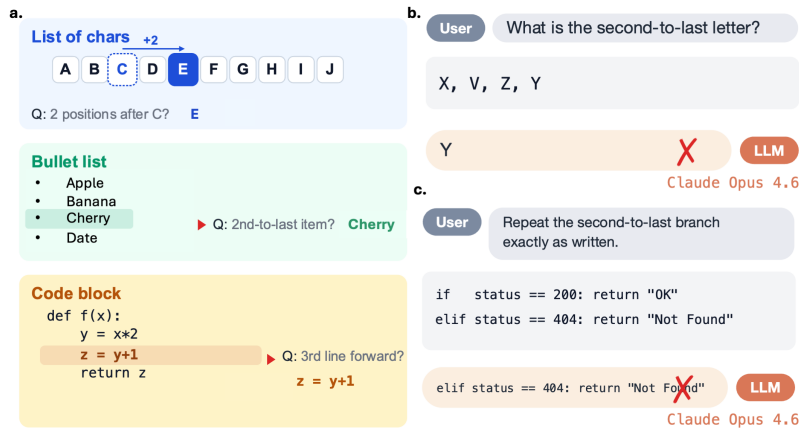 a.
List of chars
+2
A B C D E F G H I J
Q: 2 positions after C? E
Bullet list
• Apple
• Banana
• Cherry
• Date
Q: 2nd-to-last item? Cherry
Code block
def f(x):
    y = x*2
    z = y+1
    return z
Q: 3rd line forward?
z = y+1
b.
User What is the second-to-last letter?
X, V, Z, Y
Y LLM
Claude Opus 4.6
c.
User Repeat the second-to-last branch
exactly as written.
if   status == 200: return "OK"
elif status == 404: return "Not Found"
elif status == 404: return "Not Found" LLM
Claude Opus 4.6